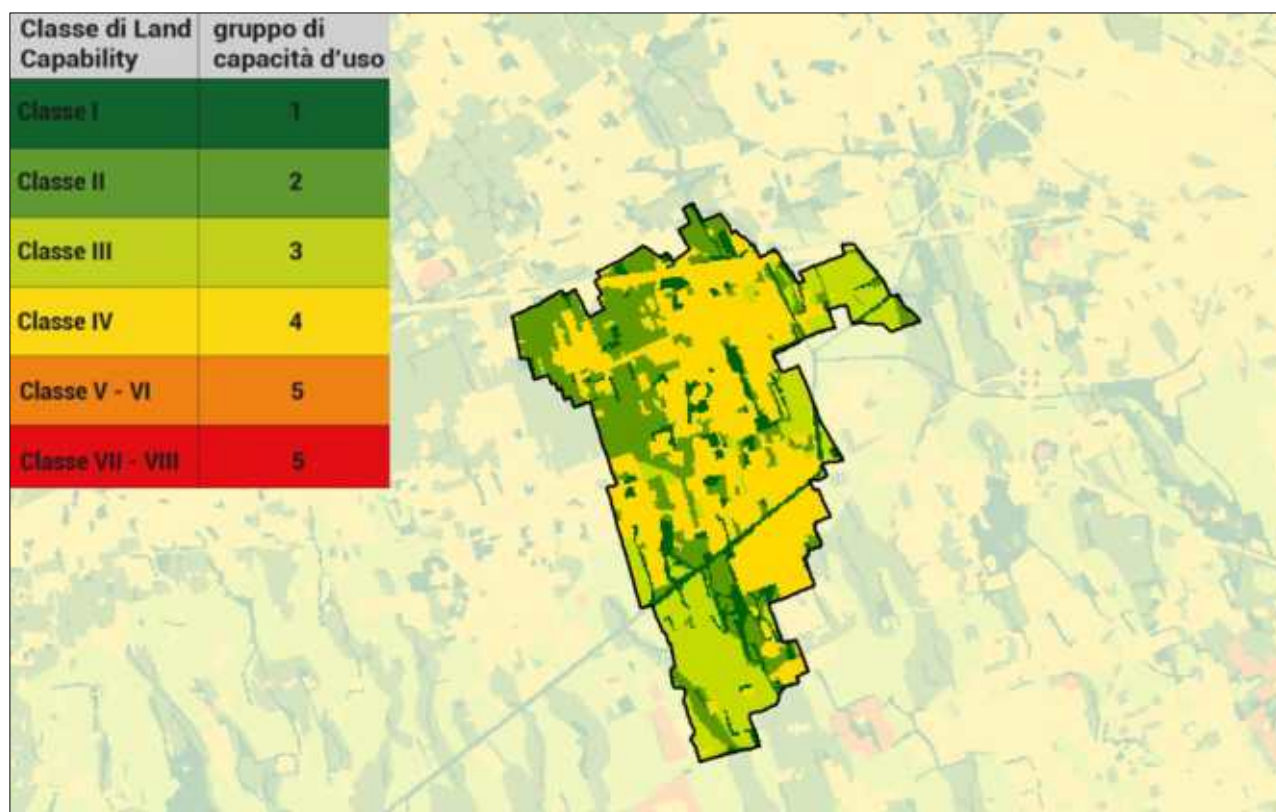 Classe di Land Capability gruppo di capacità d'uso
Classe I 1
Classe II 2
Classe III 3
Classe IV 4
Classe V - VI 5
Classe VII - VIII 5